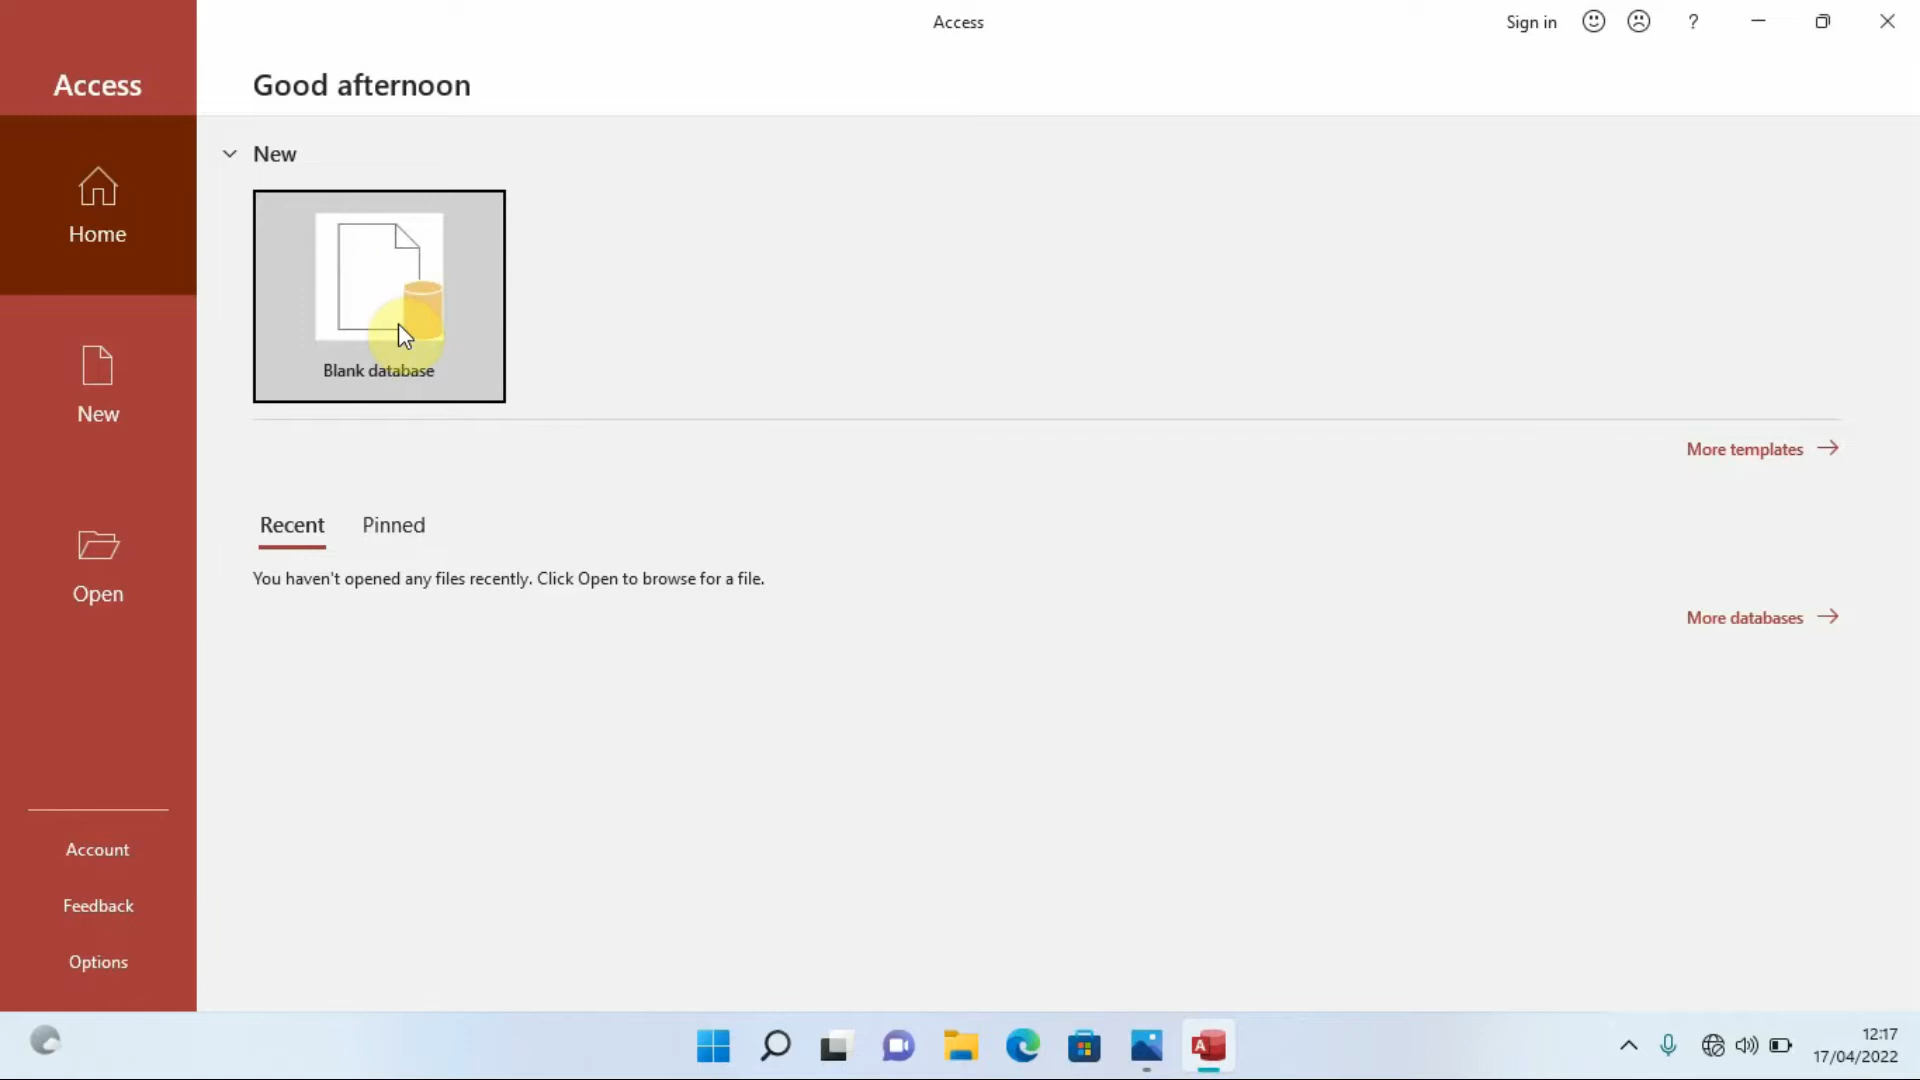 Access
Sign in
?
Access
Good afternoon
New
Home
Blank database
New
More templates
Recent Pinned
You haven't opened any files recently. Click Open to browse for a file.
Open
More databases
Account
Feedback
Options
A
12:17
17/04/2022